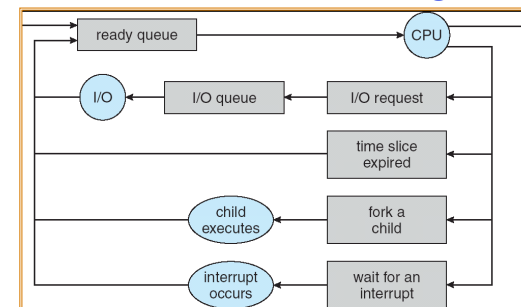 ready queue
CPU
I/O
I/O queue
I/O request
time slice
expired
child
executes
fork a
child
interrupt
occurs
wait for an
interrupt